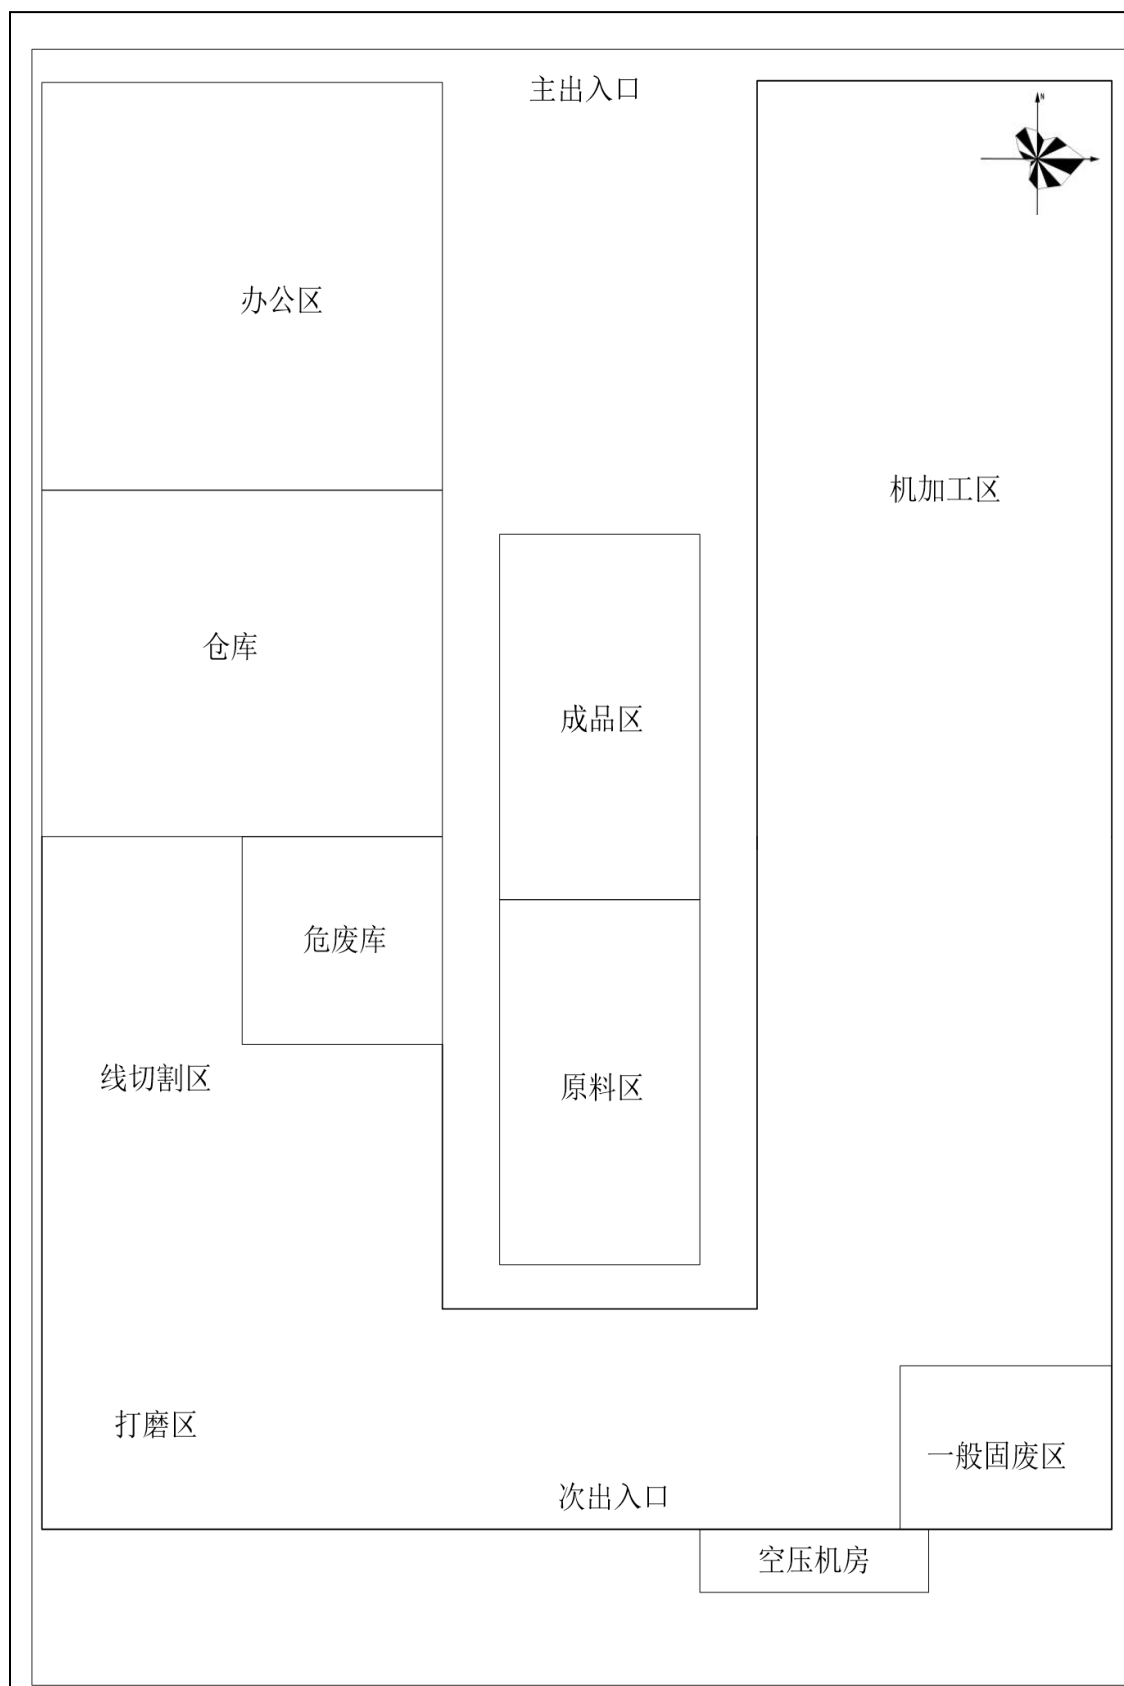 主出入口
N
办公区
机加工区
仓库
成品区
危废库
线切割区
原料区
打磨区
一般固废区
次出入口
空压机房